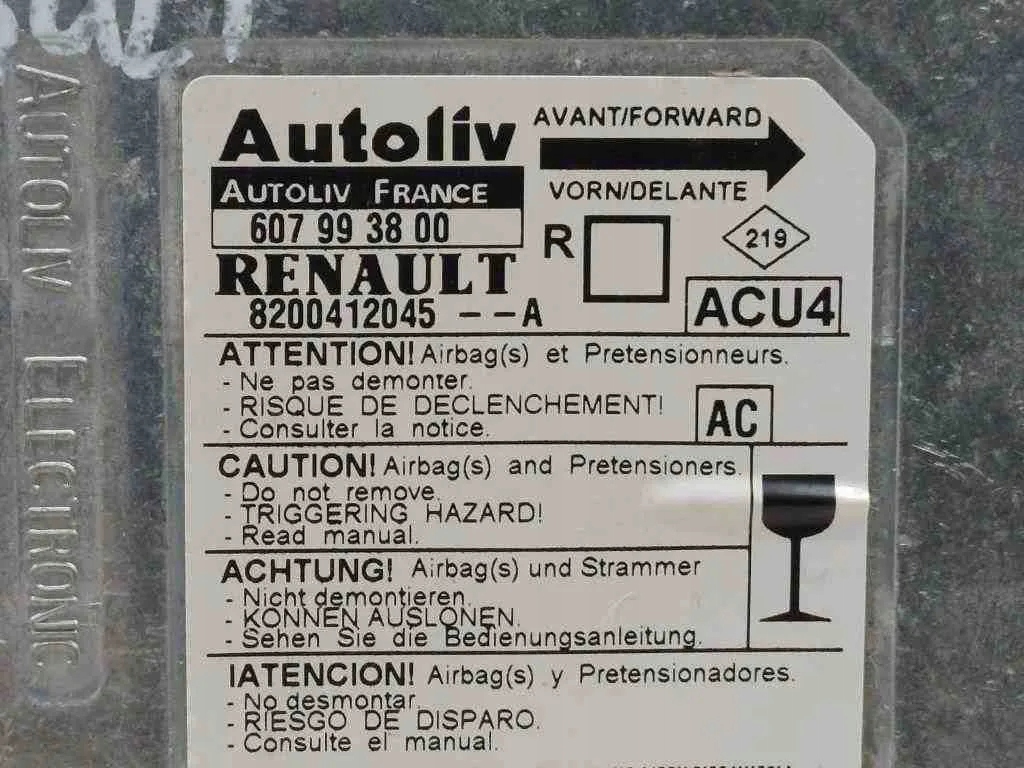 Autoliv
AVANT/FORWARD
AUTOLIV FRANCE
VORN/DELANTE
607 99 38 00
R
219
RENAULT
8200412045 --A
ACU4
ATTENTION! Airbag(s) et Pretensionneurs.
- Ne pas demonter.
- RISQUE DE DECLENCHEMENT!
- Consulter la notice.
AC
CAUTION! Airbag(s) and Pretensioners.
- Do not remove.
- TRIGGERING HAZARD!
- Read manual.
ACHTUNG! Airbag(s) und Strammer
- Nicht demontieren.
- KONNEN AUSLONEN.
- Sehen Sie die Bedienungsanleitung.
!ATENCION! Airbag(s) y Pretensionadores.
- No desmontar.
- RIESGO DE DISPARO.
- Consulte el manual.
AUTOLIV ELECTRONIC